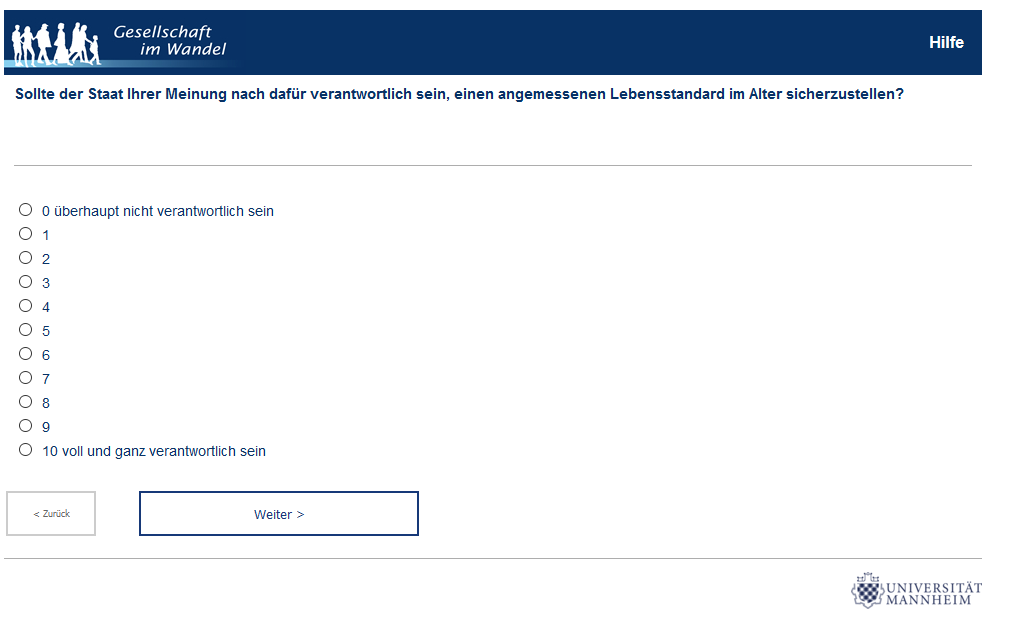 Gesellschaft
im Wandel
Hilfe
Sollte der Staat Ihrer Meinung nach dafür verantwortlich sein, einen angemessenen Lebensstandard im Alter sicherzustellen?
0 überhaupt nicht verantwortlich sein
1
2
3
4
5
6
7
8
9
10 voll und ganz verantwortlich sein
< Zurück
Weiter >
UNIVERSITÄT
MANNHEIM